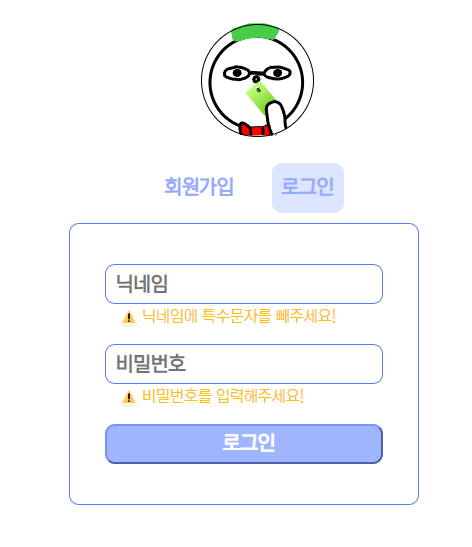 회원가입 로그인
닉네임
⚠️ 닉네임에 특수문자를 빼주세요!
비밀번호
⚠️ 비밀번호를 입력해주세요!
로그인